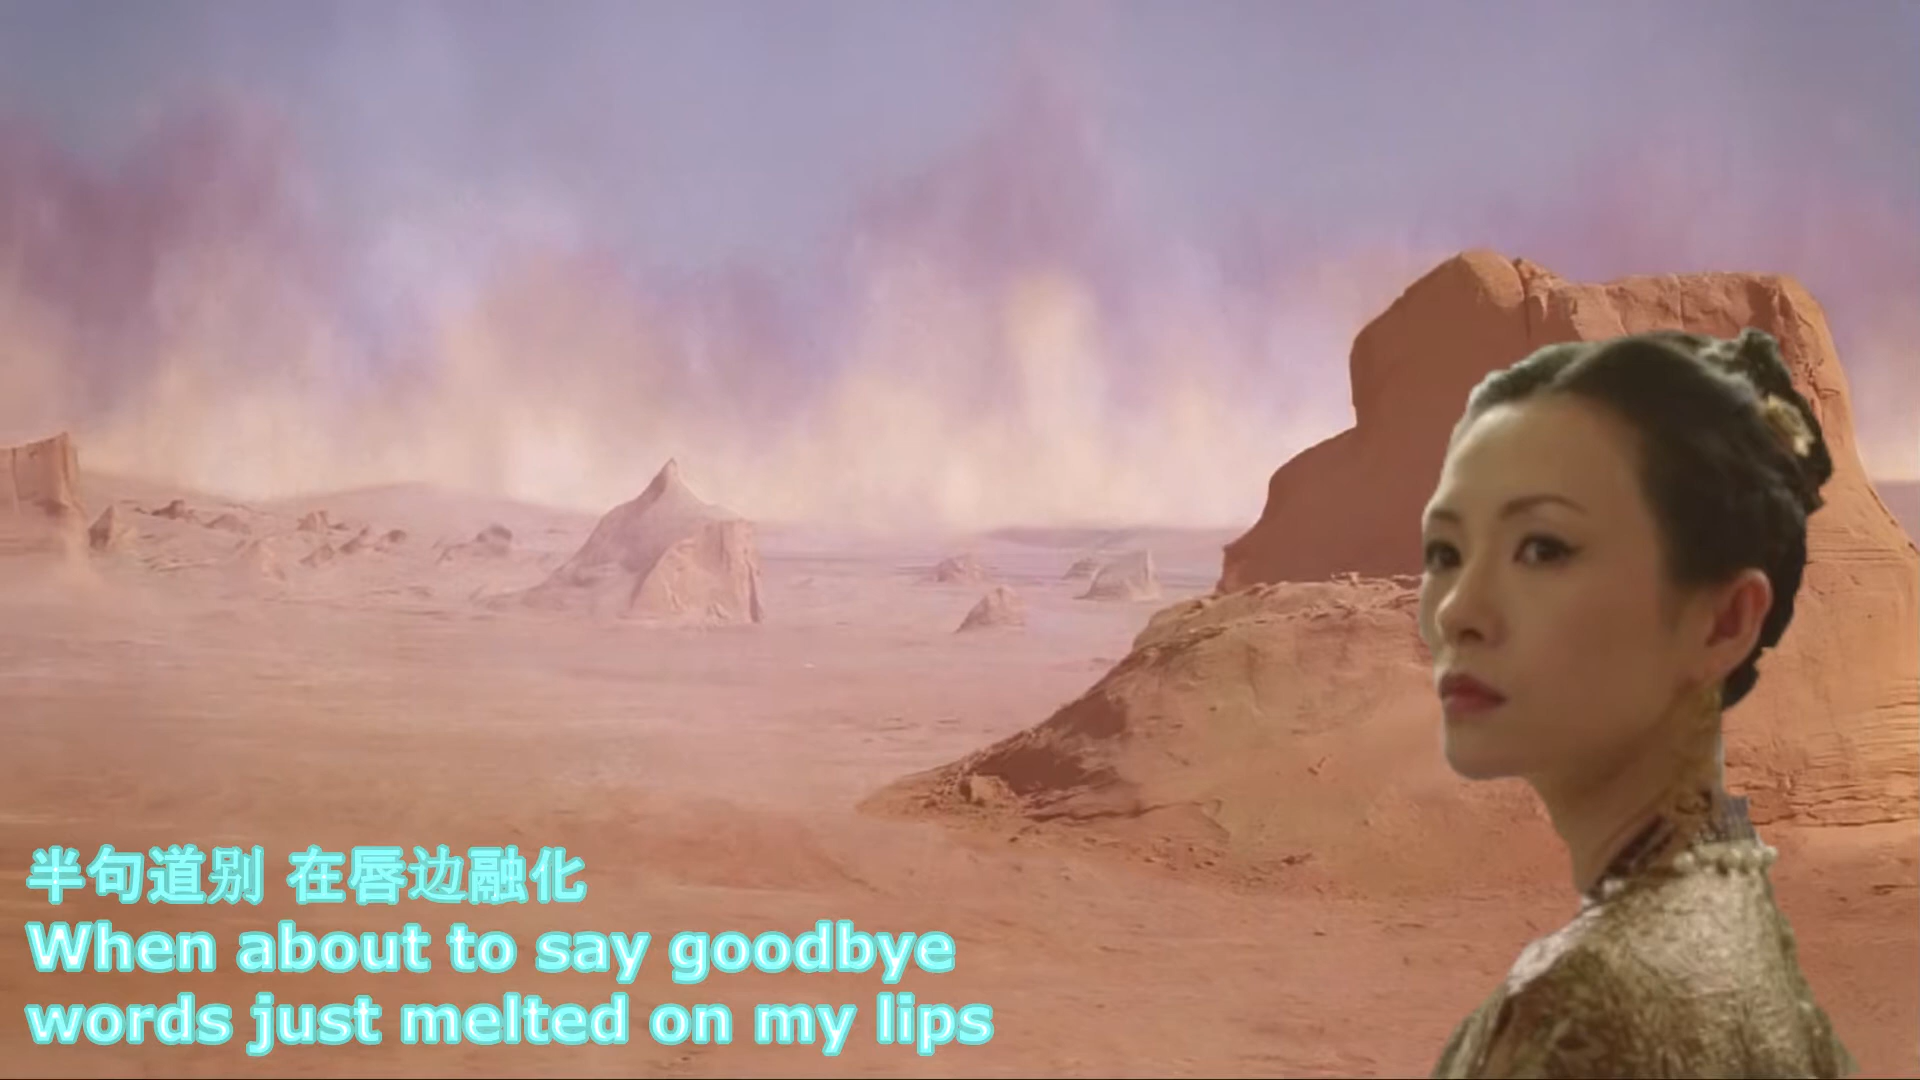 半句道别 在唇边融化
When about to say goodbye
words just melted on my lips